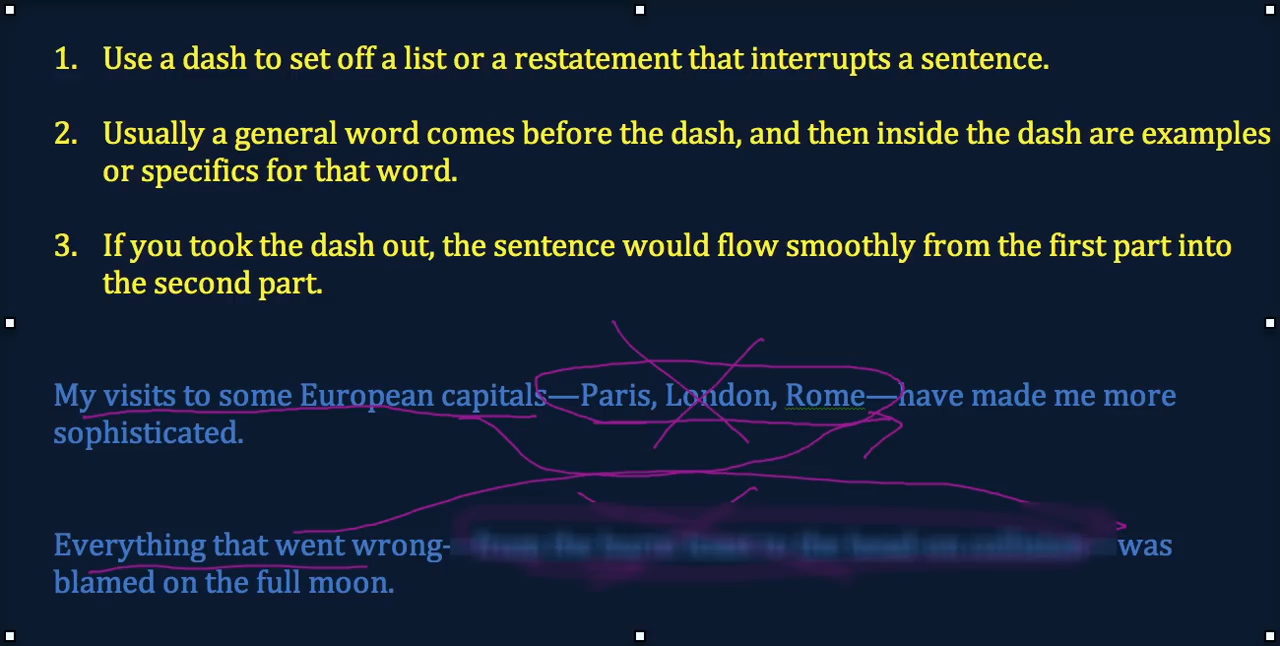 1. Use a dash to set off a list or a restatement that interrupts a sentence.
2. Usually a general word comes before the dash, and then inside the dash are examples
or specifics for that word.
3. If you took the dash out, the sentence would flow smoothly from the first part into
the second part.
My visits to some European capitals—Paris, London, Rome—have made me more
sophisticated.
Everything that went wrong- was
blamed on the full moon.